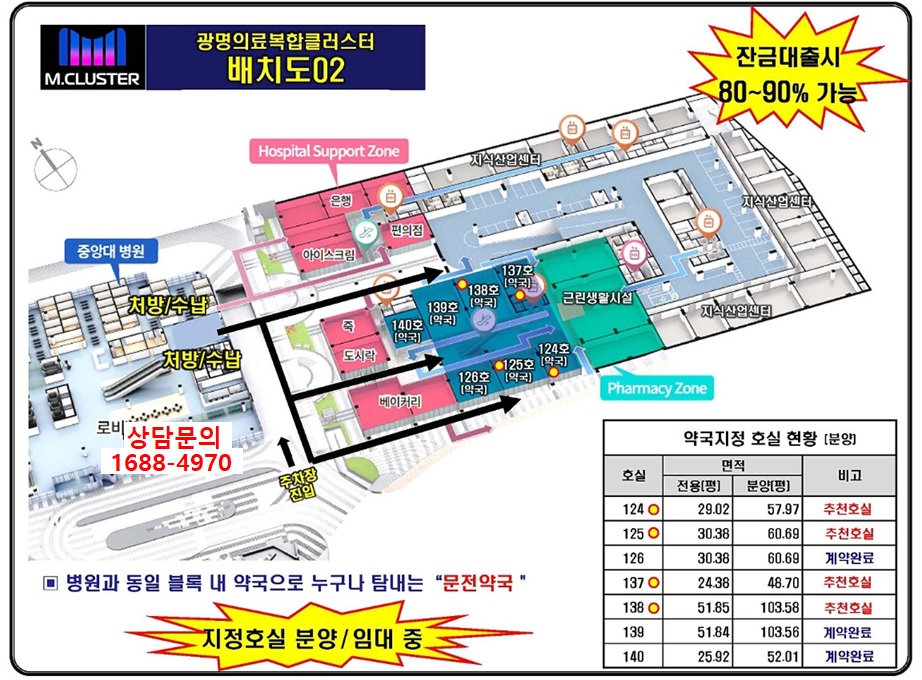 M.CLUSTER
광명의료복합클러스터
배치도02
잔금대출시
80~90% 가능
N
Hospital Support Zone
지식산업센터
은행
편의점
아이스크림
지식산업센터
중앙대 병원
처방/수납
처방/수납
137호
(약국)
138호
(약국)
139호
(약국)
140호
(약국)
근린생활시설
지식산업센터
죽
도시락
124호
(약국)
125호
(약국)
126호
(약국)
베이커리
Pharmacy Zone
로비
상담문의
1688-4970
주차장
진입
약국지정 호실 현황 (분양)
호실 면적 비고
전용(평) 분양(평)
124 29.02 57.97 추천호실
125 30.36 60.69 추천호실
126 30.36 60.69 계약완료
137 24.36 48.70 추천호실
138 51.85 103.58 추천호실
139 51.84 103.56 계약완료
140 25.92 52.01 계약완료
▣ 병원과 동일 블록 내 약국으로 누구나 탐내는 “문전약국 "
지정호실 분양/임대 중